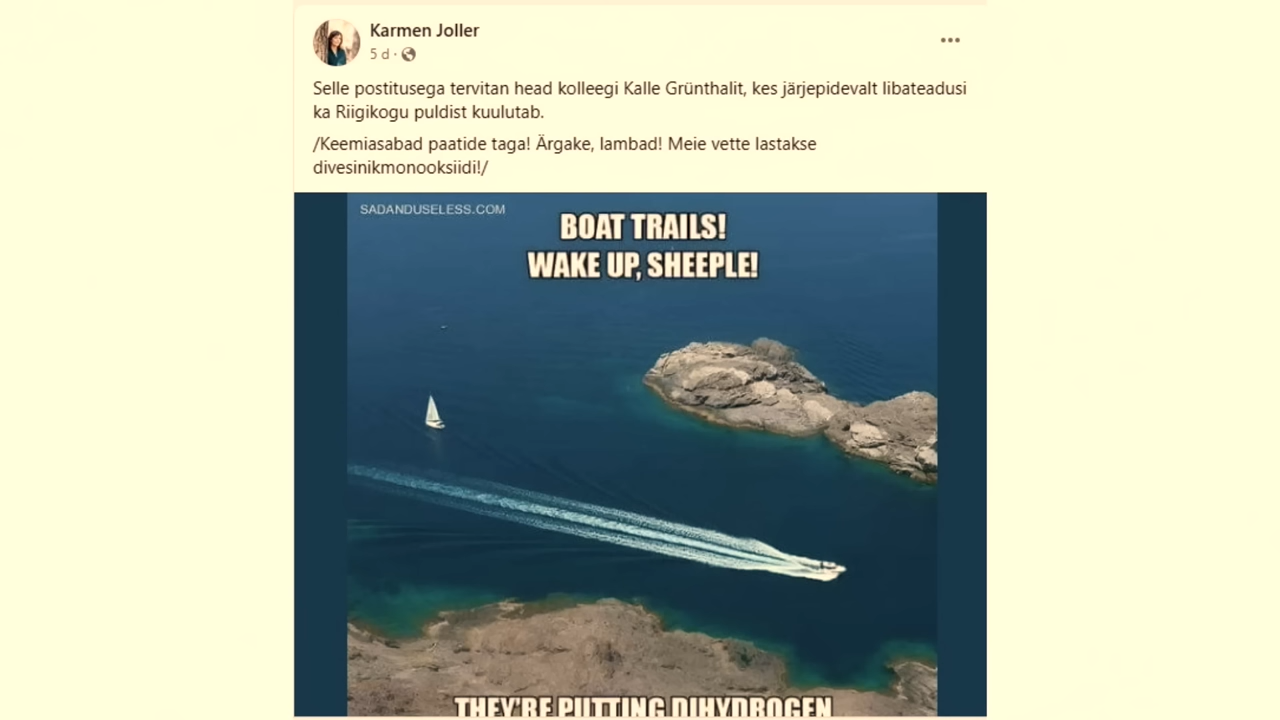 Karmen Joller
5 d ·
Selle postitusega tervitan head kolleegi Kalle Grünthalit, kes järjepidevalt libateadusi
ka Riigikogu puldist kuulutab.
/Keemiasabad paatide taga! Ärgake, lambad! Meie vette lastakse
divesinikmonooksiidi!/
SADANDUSELESS.COM
BOAT TRAILS!
WAKE UP, SHEEPLE!
THEY'RE PUTTING DIHYDROGEN